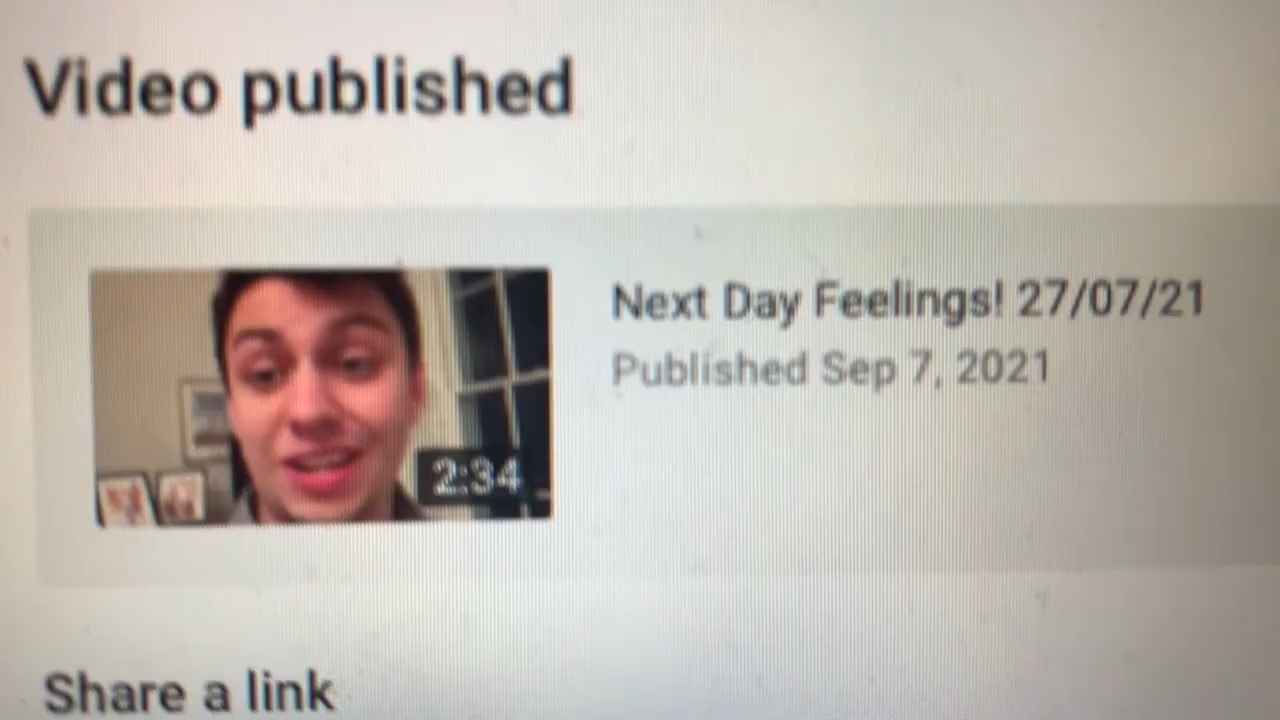 Video published
Next Day Feelings! 27/07/21
Published Sep 7, 2021
2:34
Share a link